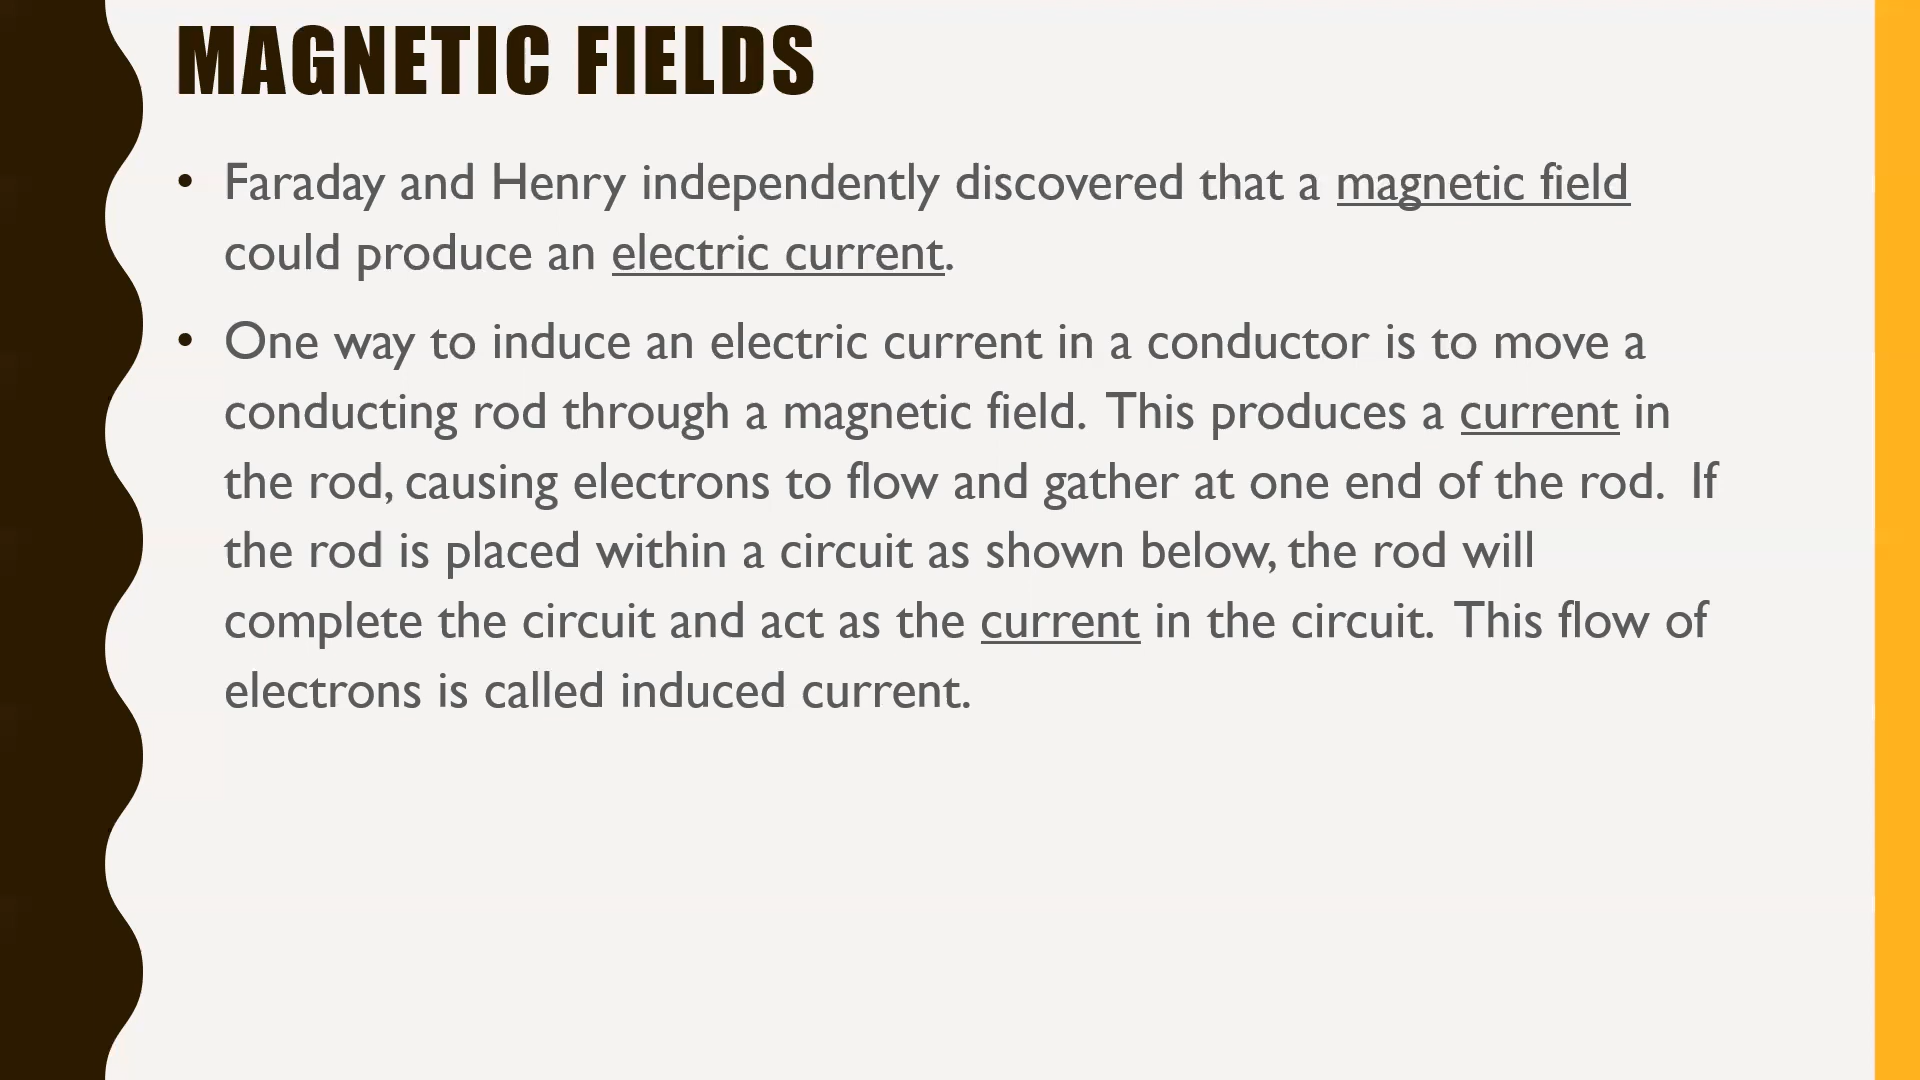 MAGNETIC FIELDS
• Faraday and Henry independently discovered that a magnetic field
could produce an electric current.
• One way to induce an electric current in a conductor is to move a
conducting rod through a magnetic field.  This produces a current in
the rod, causing electrons to flow and gather at one end of the rod.  If
the rod is placed within a circuit as shown below, the rod will
complete the circuit and act as the current in the circuit.  This flow of
electrons is called induced current.